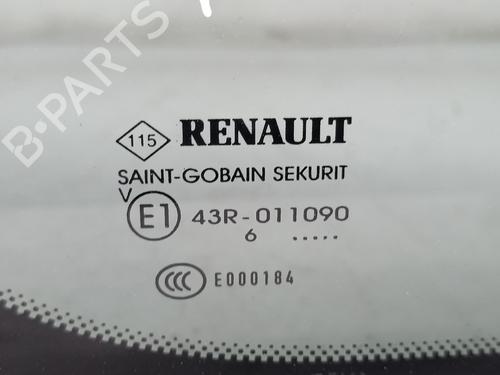 B-PARTS
115 RENAULT
SAINT-GOBAIN SEKURIT
V
E1 43R-011090
6 .....
CCC E000184